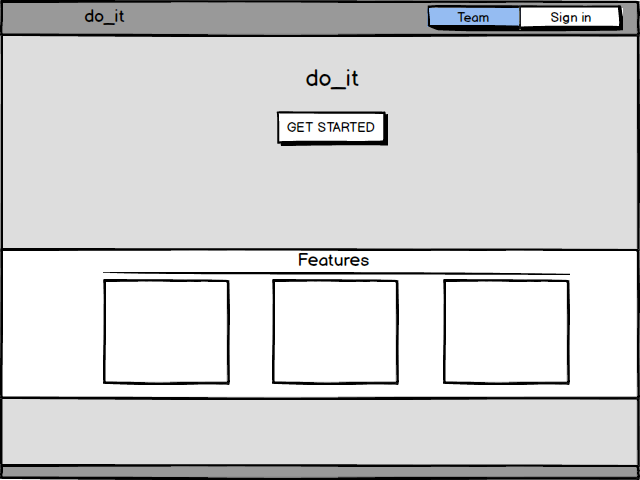 do_it
Team
Sign in
do_it
GET STARTED
Features